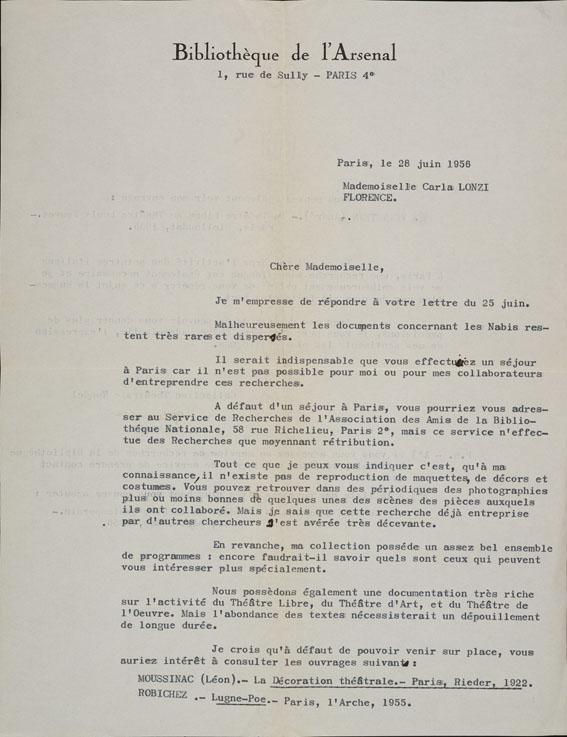 Bibliothèque de l'Arsenal
1, rue de Sully - PARIS 4°
Paris, le 28 juin 1956
Mademoiselle Carla LONZI
FLORENCE.
Chère Mademoiselle,
Je m'empresse de répondre à votre lettre du 25 juin.
Malheureusement les documents concernant les Nabis res-
tent très rares et dispersés.
Il serait indispensable que vous effectuiez un séjour
à Paris car il n'est pas possible pour moi ou pour mes collaborateurs
d'entreprendre ces recherches.
A défaut d'un séjour à Paris, vous pourriez vous adres-
ser au Service de Recherches de l'Association des Amis de la Biblio-
théque Nationale, 58 rue Richelieu, Paris 2°, mais ce service n'effec-
tue des Recherches que moyennant rétribution.
Tout ce que je peux vous indiquer c'est, qu'à ma
connaissance, il n'existe pas de reproduction de maquettes, de décors et
costumes. Vous pouvez retrouver dans des périodiques des photographies
plus ou moins bonnes de quelques unes des scènes des pièces auxquels
ils ont collaboré. Mais je sais que cette recherche déjà entreprise
par d'autres chercheurs s'est avérée très décevante.
En revanche, ma collection posséde un assez bel ensemble
de programmes : encore faudrait-il savoir quels sont ceux qui peuvent
vous intéresser plus spécialement.
Nous possèdons également une documentation très riche
sur l'activité du Théâtre Libre, du Théâtre d'Art, et du Théâtre de
l'Oeuvre. Mais l'abondance des textes nécessiterait un dépouillement
de longue durée.
Je crois qu'à défaut de pouvoir venir sur place, vous
auriez intérêt à consulter les ouvrages suivants :
MOUSSINAC (Léon).- La Décoration théâtrale.- Paris, Rieder, 1922.
ROBICHEZ .- Lugne-Poe.- Paris, l'Arche, 1955.